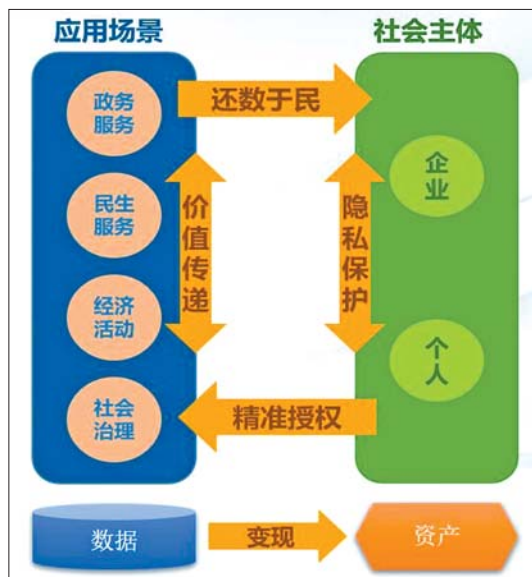 应用场景
社会主体
政务
服务
还数于民
民生
服务
价值传递
隐私保护
企业
经济
活动
个人
社会
治理
精准授权
数据
变现
资产